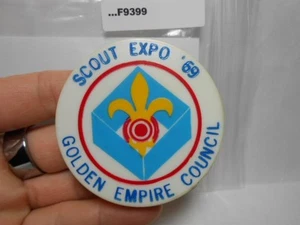 ...F9399
SCOUT EXPO '69
GOLDEN EMPIRE COUNCIL